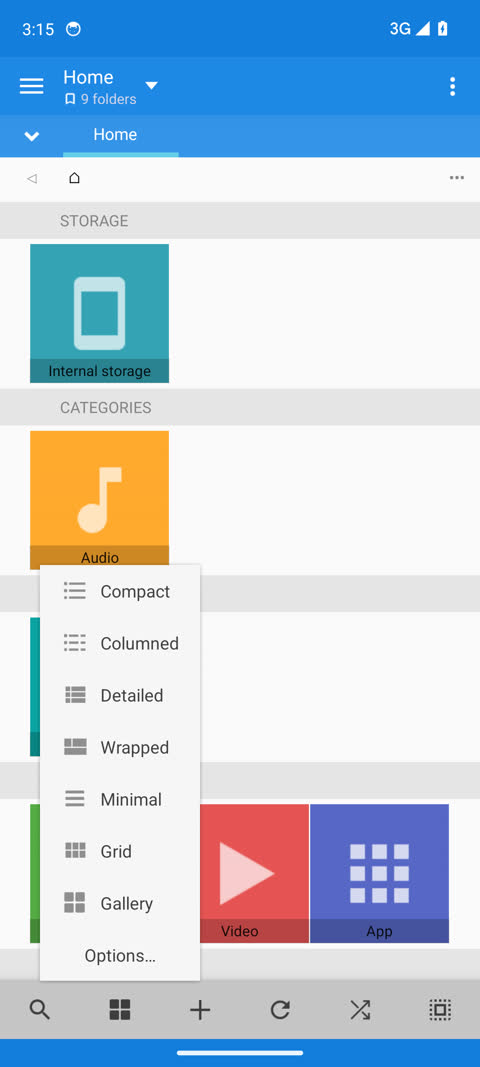 3:15
3G
Home
9 folders
Home
STORAGE
Internal storage
CATEGORIES
Audio
Compact
Columned
Detailed
Wrapped
Minimal
Grid
Gallery
Options…
Video
App